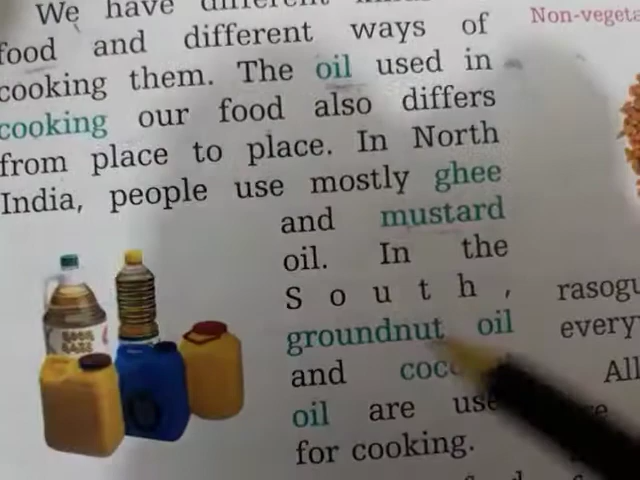 We have different
food and different ways of
cooking them. The oil used in
cooking our food also differs
from place to place. In North
India, people use mostly ghee
and mustard
oil. In the
South,
groundnut oil
and
oil are
for cooking.
Non-vegeta
rasogu
every
All